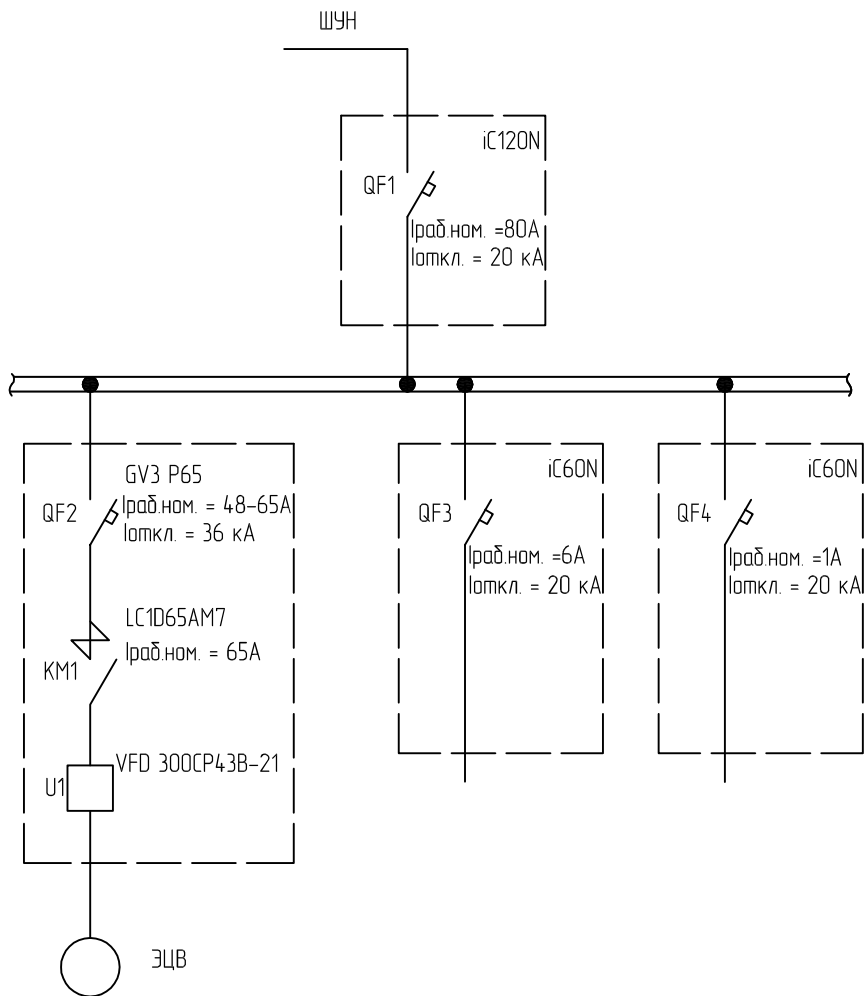 ШУН
iC120N
QF1
Iраб.ном. =80А
Iоткл. = 20 кА
GV3 P65
QF2
Iраб.ном. = 48-65А
Iоткл. = 36 кА
LC1D65AM7
KM1
Iраб.ном. = 65А
VFD 300CP43B-21
U1
ЭЦВ
iC60N
QF3
Iраб.ном. =6А
Iоткл. = 20 кА
iC60N
QF4
Iраб.ном. =1А
Iоткл. = 20 кА